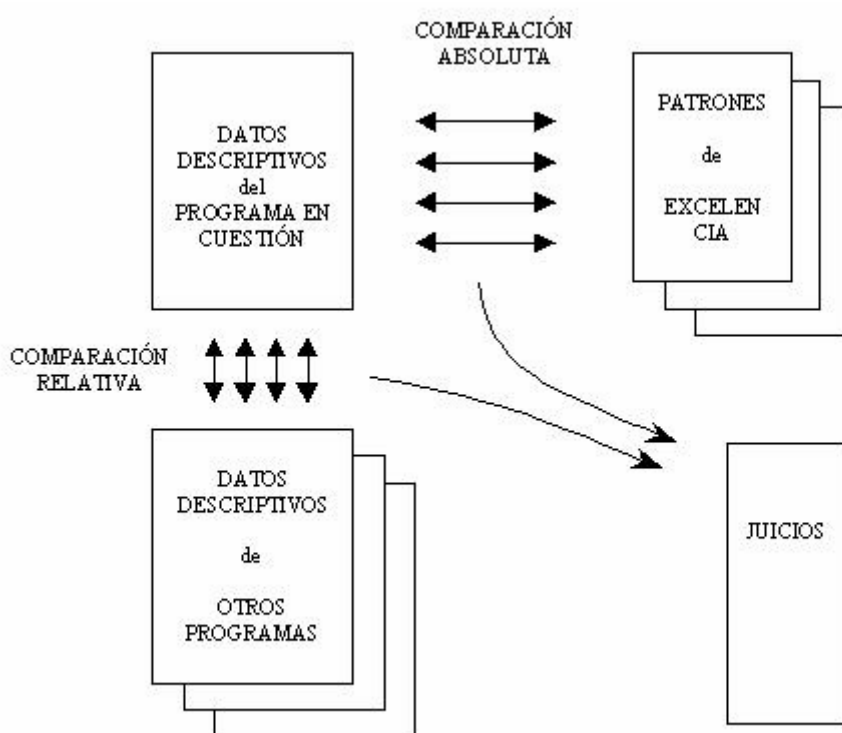 COMPARACIÓN
ABSOLUTA
DATOS
DESCRIPTIVOS
del
PROGRAMA EN
CUESTIÓN
PATRONES
de
EXCELEN
CIA
COMPARACIÓN
RELATIVA
DATOS
DESCRIPTIVOS
de
OTROS
PROGRAMAS
JUICIOS